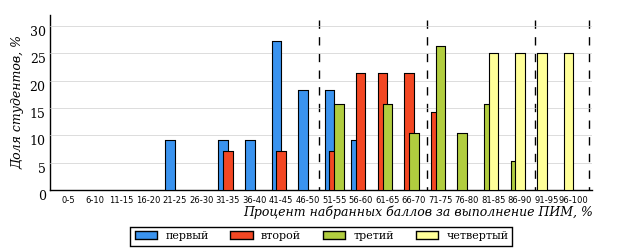 Доля студентов, %
30
25
20
15
10
5
0
0-5 6-10 11-15 16-20 21-25 26-30 31-35 36-40 41-45 46-50 51-55 56-60 61-65 66-70 71-75 76-80 81-85 86-90 91-95 96-100
Процент набранных баллов за выполнение ПИМ, %
первый второй третий четвертый